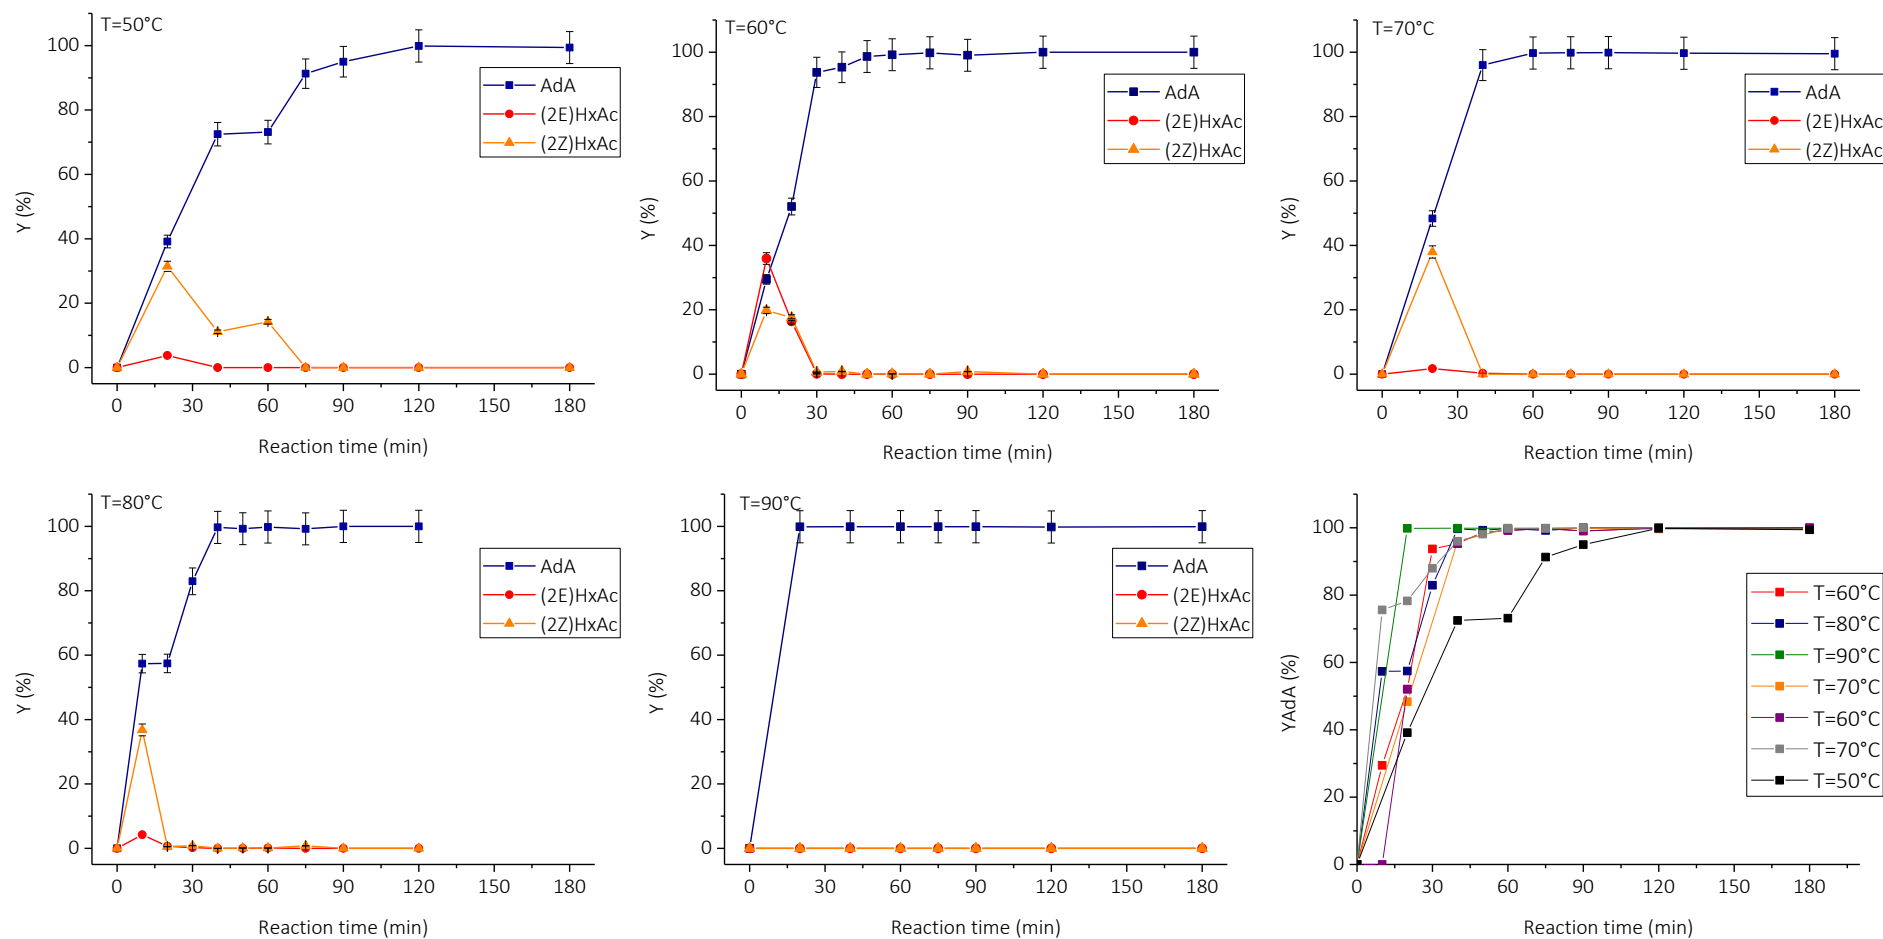 T=50°C
100
80
60
40
20
0
Y (%)
AdA
(2E)HxAc
(2Z)HxAc
0 30 60 90 120 150 180
Reaction time (min)
T=60°C
100
80
60
40
20
0
Y (%)
AdA
(2E)HxAc
(2Z)HxAc
0 30 60 90 120 150 180
Reaction time (min)
T=70°C
100
80
60
40
20
0
Y (%)
AdA
(2E)HxAc
(2Z)HxAc
0 30 60 90 120 150 180
Reaction time (min)
T=80°C
100
80
60
40
20
0
Y (%)
AdA
(2E)HxAc
(2Z)HxAc
0 30 60 90 120 150 180
Reaction time (min)
T=90°C
100
80
60
40
20
0
Y (%)
AdA
(2E)HxAc
(2Z)HxAc
0 30 60 90 120 150 180
Reaction time (min)
100
80
60
40
20
0
YAdA (%)
T=60°C
T=80°C
T=90°C
T=70°C
T=60°C
T=70°C
T=50°C
0 30 60 90 120 150 180
Reaction time (min)